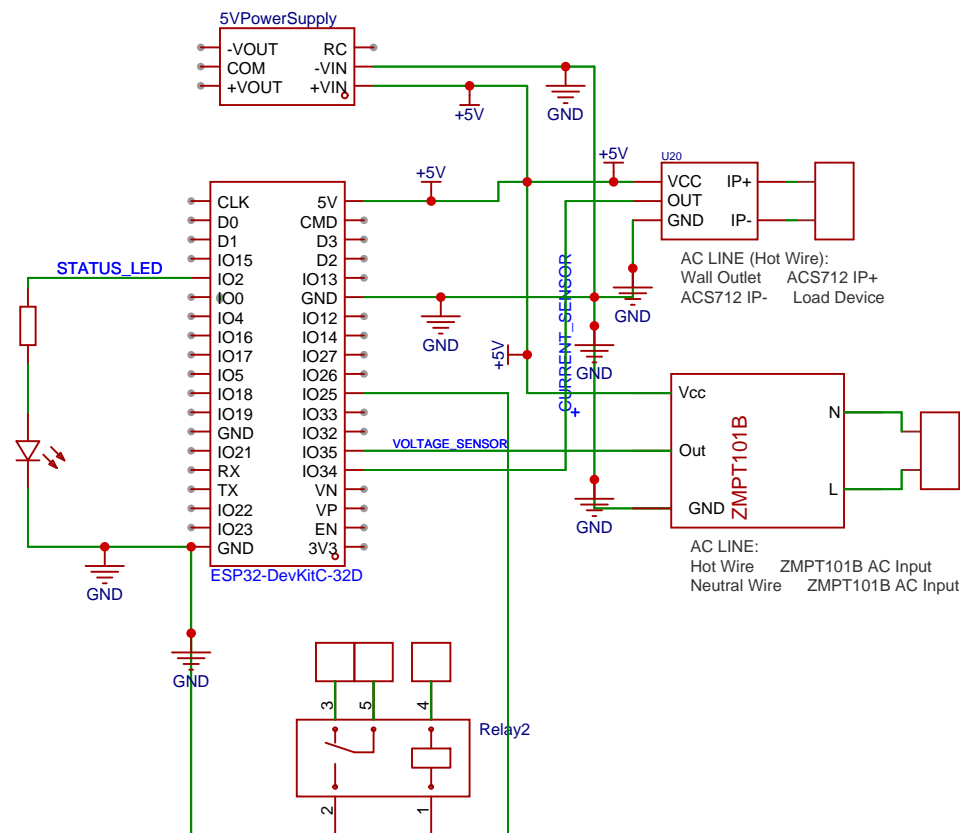 5VPowerSupply
-VOUT
COM
+VOUT
RC
-VIN
+VIN
GND
+5V
+5V
+5V
U20
VCC
OUT
GND
IP+
IP-
AC LINE (Hot Wire):
Wall Outlet ACS712 IP+
ACS712 IP- Load Device
CLK
D0
D1
IO15
IO2
IO0
IO4
IO16
IO17
IO5
IO18
IO19
GND
IO21
RX
TX
IO22
IO23
GND
5V
CMD
D3
D2
IO13
GND
IO12
IO14
IO27
IO26
IO25
IO33
IO32
IO35
IO34
VN
VP
EN
3V3
ESP32-DevKitC-32D
STATUS_LED
GND
GND
GND
GND
GND
+5V
CURRENT_SENSOR
+
VOLTAGE_SENSOR
GND
Vcc
Out
GND
ZMPT101B
N
L
AC LINE:
Hot Wire ZMPT101B AC Input
Neutral Wire ZMPT101B AC Input
3
5
4
Relay2
2
1